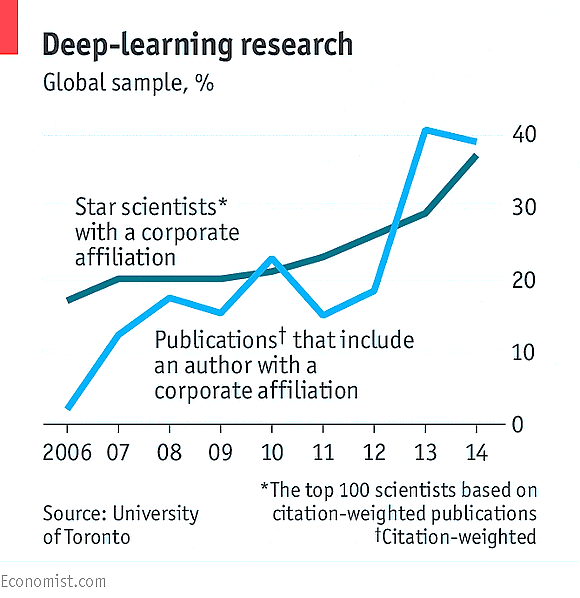 Deep-learning research
Global sample, %
40
Star scientists*
with a corporate
affiliation
30
20
Publications† that include
an author with a
corporate affiliation
10
0
2006 07 08 09 10 11 12 13 14
*The top 100 scientists based on
citation-weighted publications
†Citation-weighted
Source: University
of Toronto
Economist.com